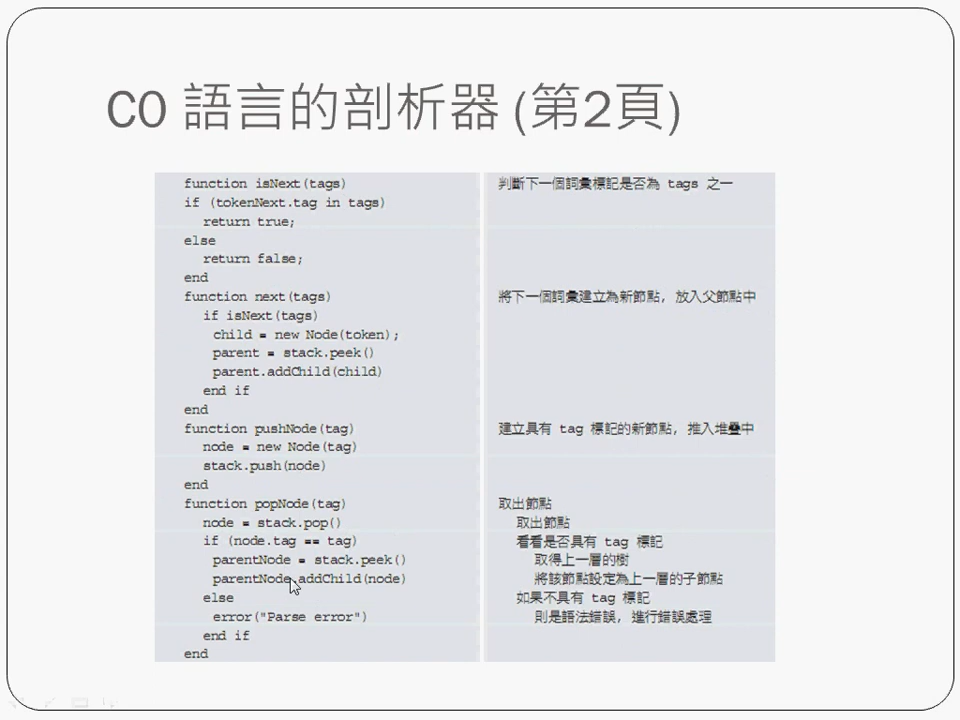 C0 語言的剖析器 (第2頁)
function isNext(tags) 判斷下一個詞彙標記是否為 tags 之一
if (tokenNext.tag in tags)
return true;
else
return false;
end
function next(tags) 將下一個詞彙建立為新節點, 放入父節點中
if isNext(tags)
child = new Node(token);
parent = stack.peek()
parent.addChild(child)
end if
end
function pushNode(tag) 建立具有 tag 標記的新節點, 推入堆疊中
node = new Node(tag)
stack.push(node)
end
function popNode(tag) 取出節點
node = stack.pop() 取出節點
if (node.tag == tag) 看看是否具有 tag 標記
parentNode = stack.peek() 取得上一層的樹
parentNode.addChild(node) 將該節點設定為上一層的子節點
else 如果不具有 tag 標記
error("Parse error") 則是語法錯誤, 進行錯誤處理
end if
end